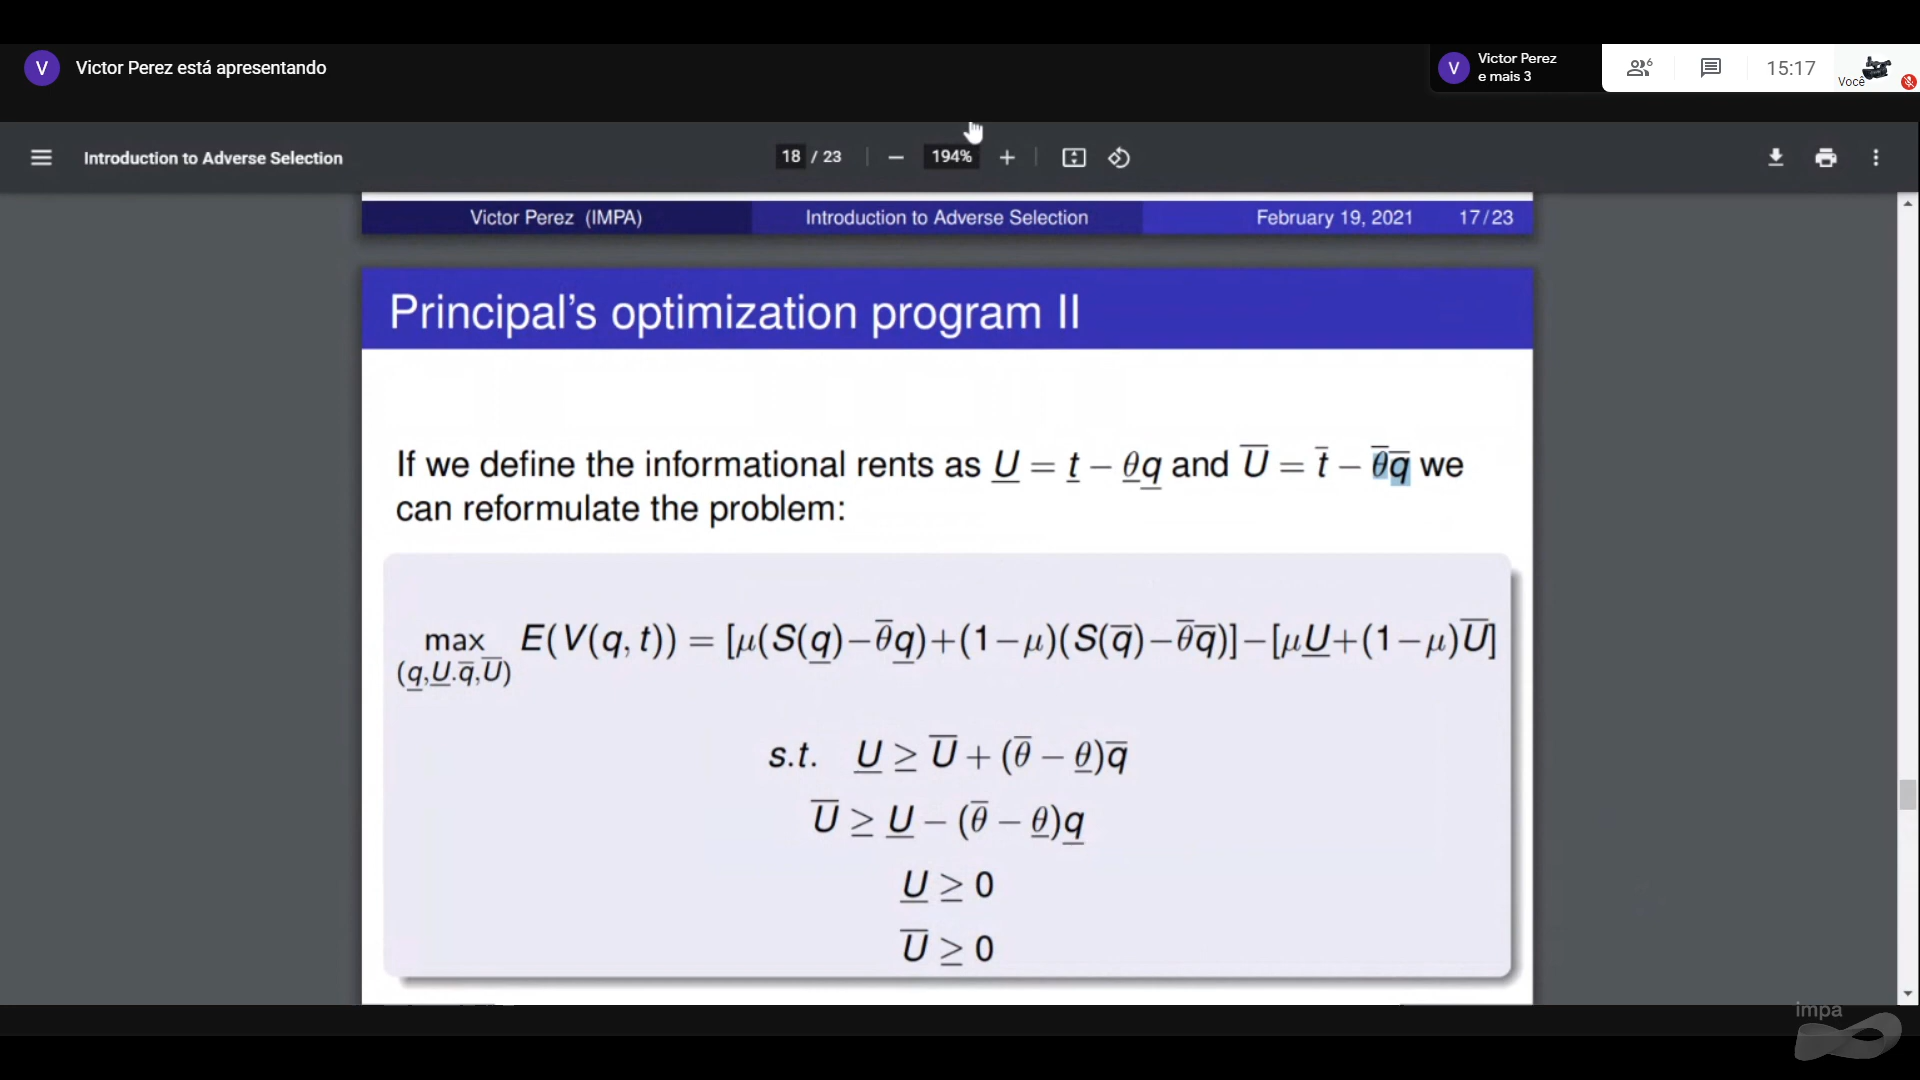 V Victor Perez está apresentando
V Victor Perez
e mais 3
6
15:17
Você
Introduction to Adverse Selection
18 / 23
194%
Victor Perez (IMPA) Introduction to Adverse Selection February 19, 2021 17/23
Principal's optimization program II
If we define the informational rents as U̲ = t̲ − θ̲q̲ and U̅ = t̅ − θ̅q̅ we
can reformulate the problem:
max E(V(q, t)) = [μ(S(q̲)−θ̅q̲)+(1−μ)(S(q̅)−θ̅q̅)]−[μU̲+(1−μ)U̅]
(q̲,U̲.q̅,U̅)
s.t. U̲ ≥ U̅ + (θ̅ − θ̲)q̅
U̅ ≥ U̲ − (θ̅ − θ̲)q̲
U̲ ≥ 0
U̅ ≥ 0
impa